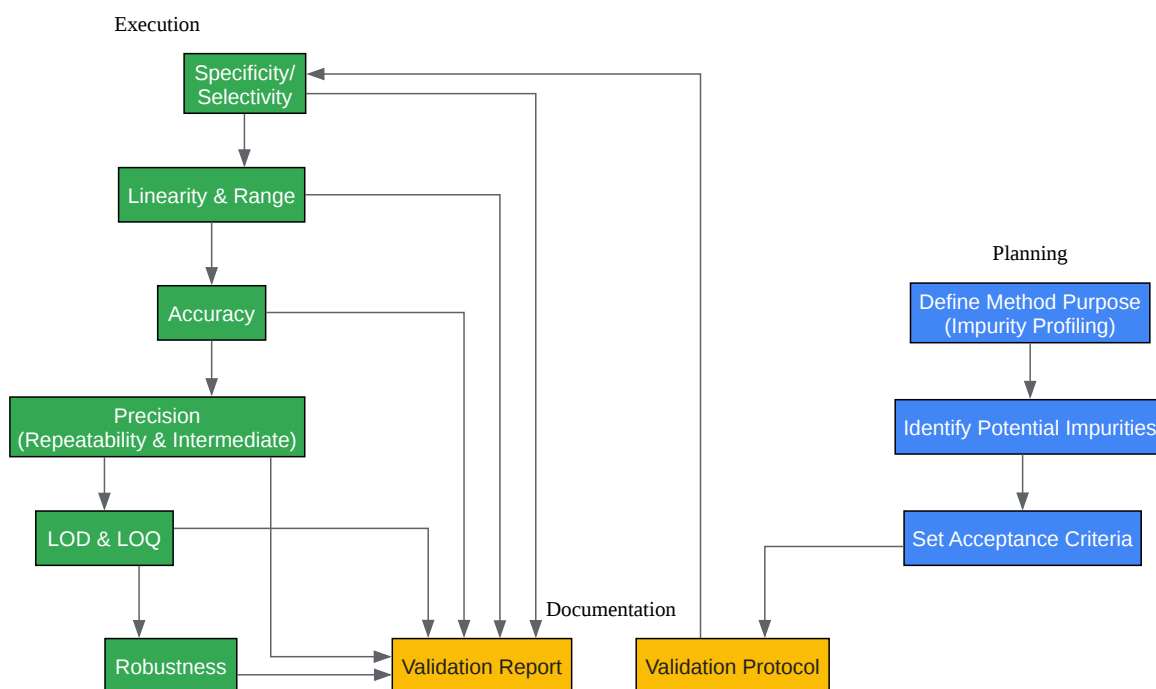 Execution
Specificity/
Selectivity
Linearity & Range
Accuracy
Precision
(Repeatability & Intermediate)
LOD & LOQ
Robustness
Planning
Define Method Purpose
(Impurity Profiling)
Identify Potential Impurities
Set Acceptance Criteria
Documentation
Validation Report
Validation Protocol